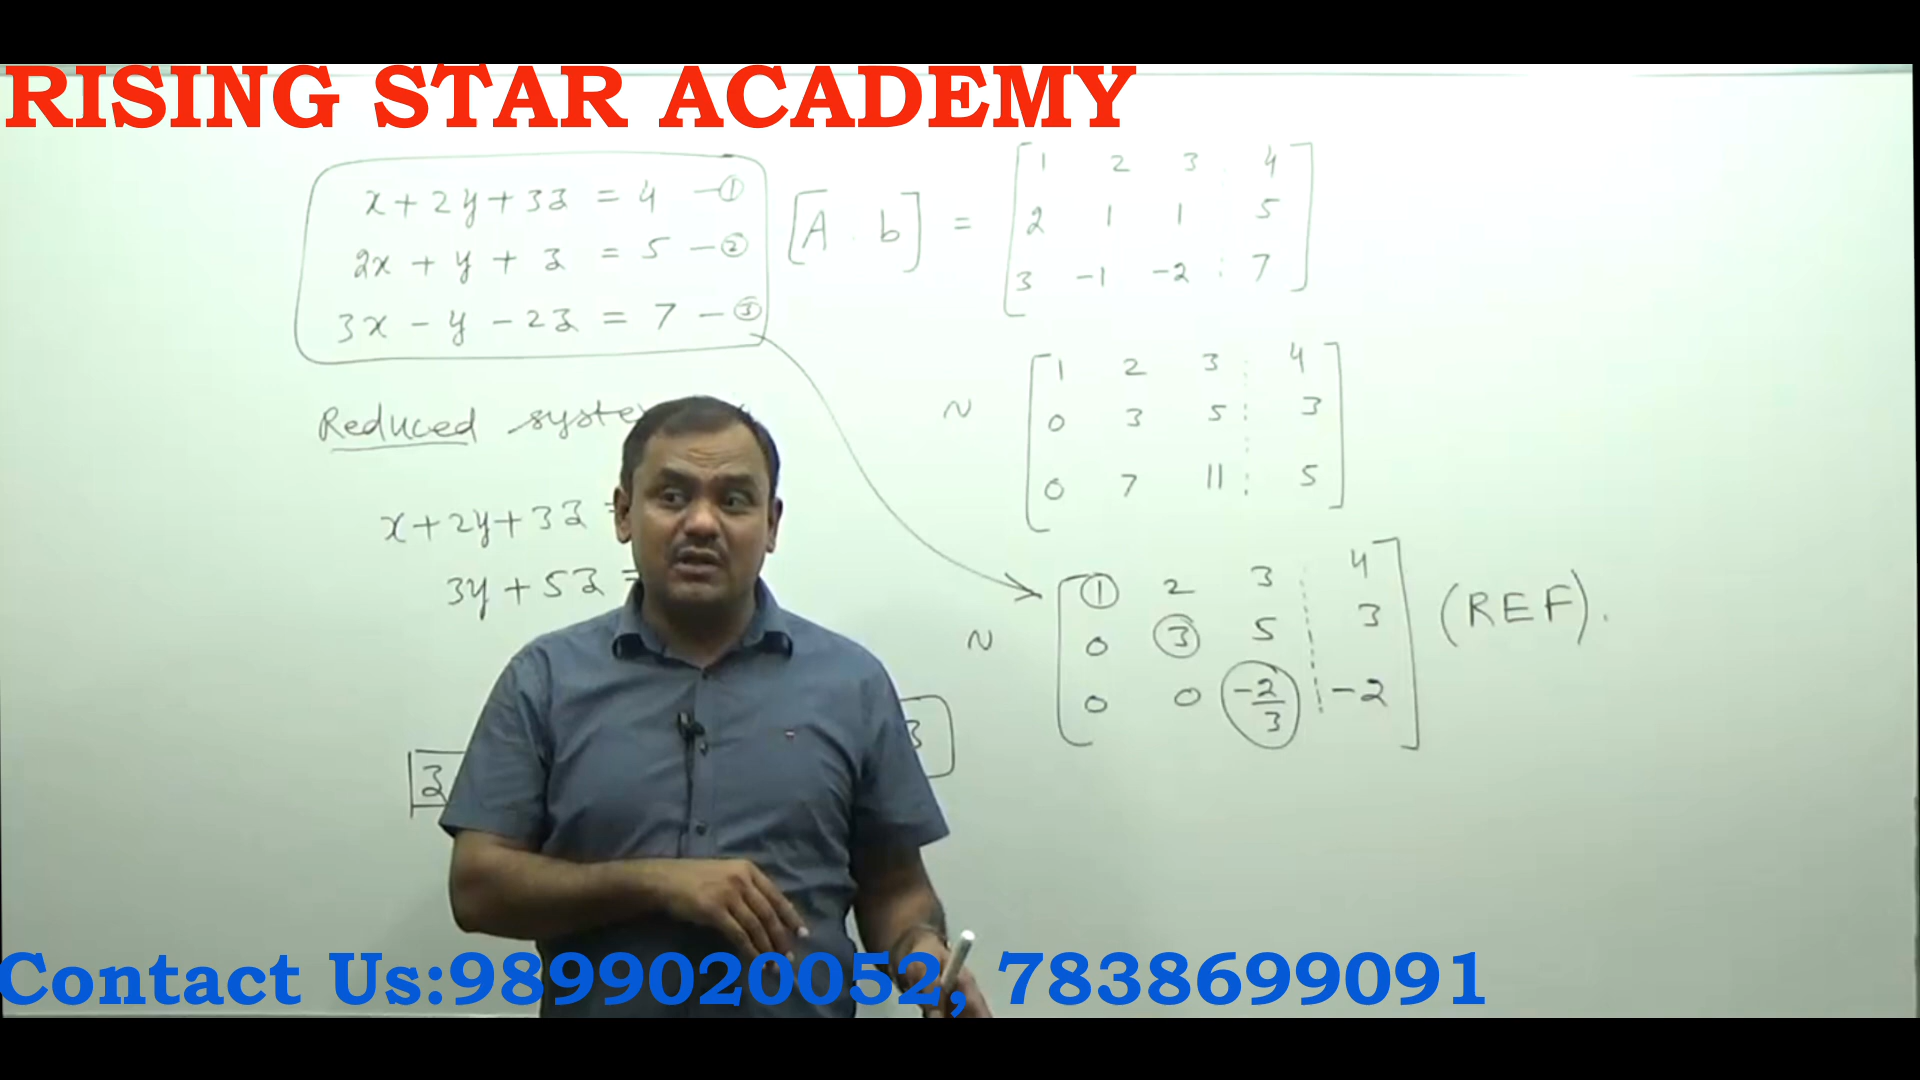 RISING STAR ACADEMY
x + 2y + 3z = 4 — ①
2x + y + z = 5 — ②
3x - y - 2z = 7 — ③
[A : b] =
1 2 3 : 4
2 1 1 5
3 -1 -2 : 7
Reduced
x + 2y + 3z
3y + 5z =
z
3
~
1 2 3 : 4
0 3 5 : 3
0 7 11 : 5
~
① 2 3 4
0 ③ 5 3
0 0 -2/3 -2
(REF).
Contact Us:9899020052, 7838699091